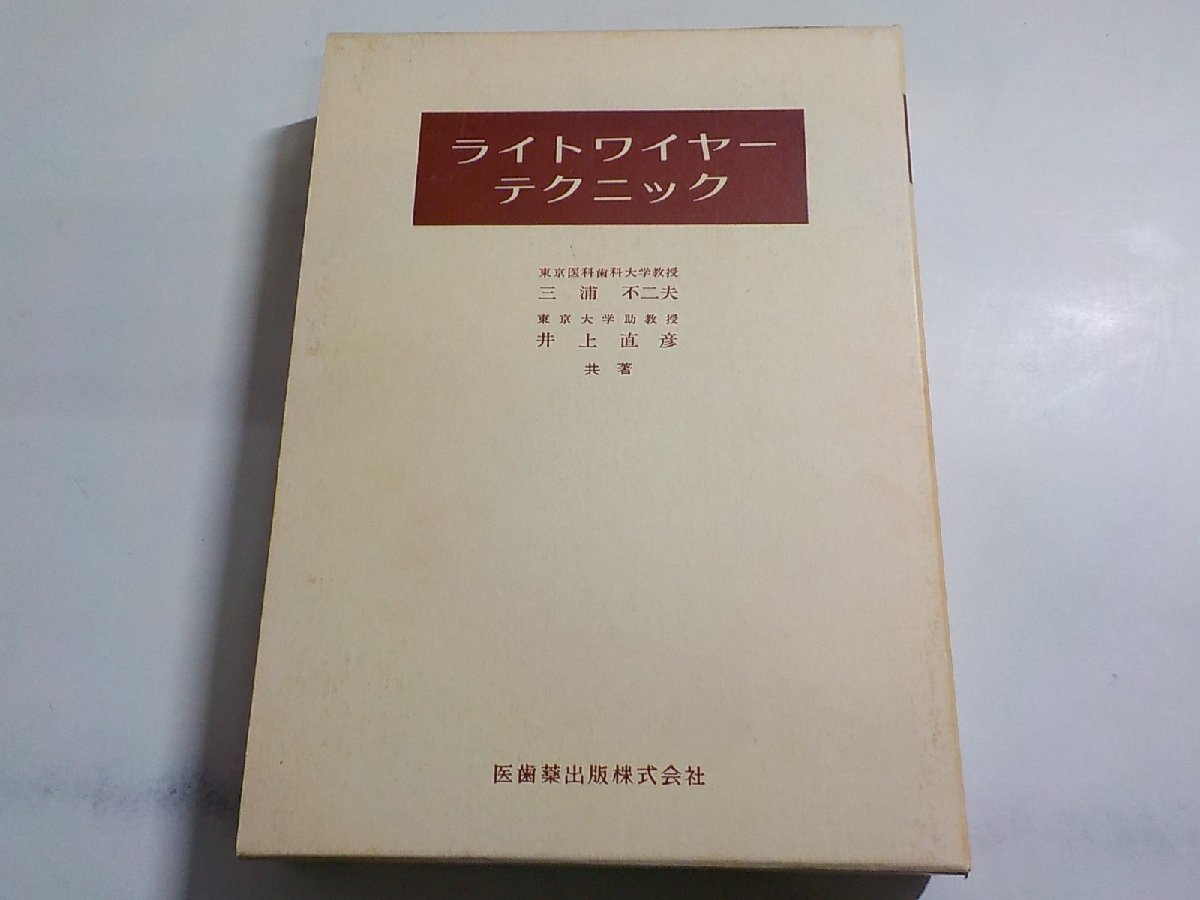 ライトワイヤー
テクニック
東京医科歯科大学教授
三浦 不二夫
東京大学助教授
井上直彦
共著
医歯薬出版株式会社